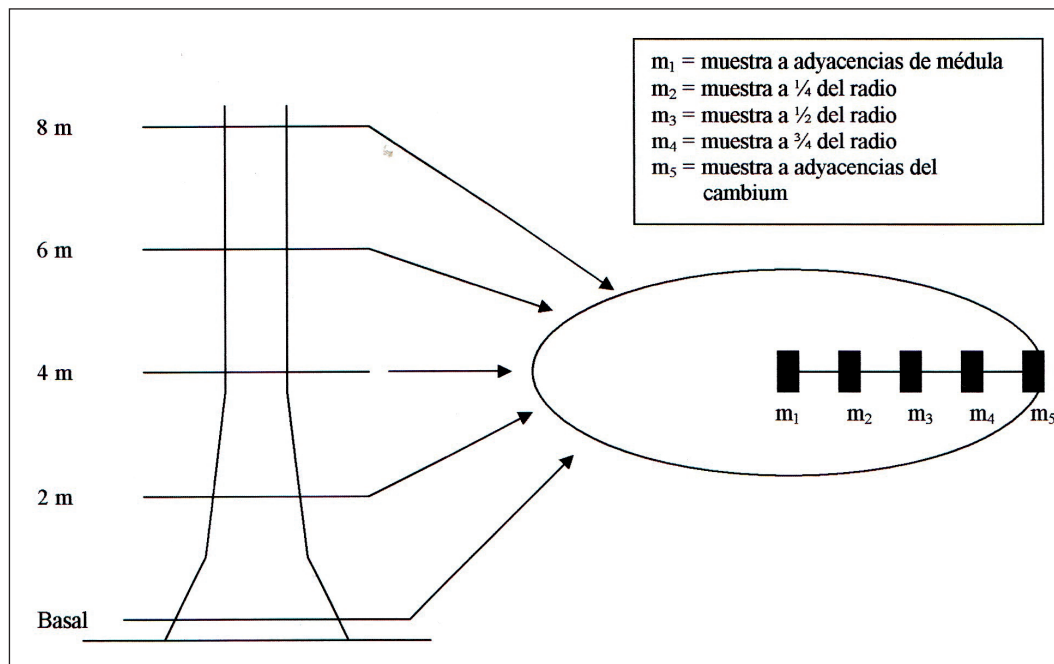 m₁ = muestra a adyacencias de médula
m₂ = muestra a ¼ del radio
m₃ = muestra a ½ del radio
m₄ = muestra a ¾ del radio
m₅ = muestra a adyacencias del
cambium
8 m
6 m
4 m
2 m
Basal
m₁ m₂ m₃ m₄ m₅